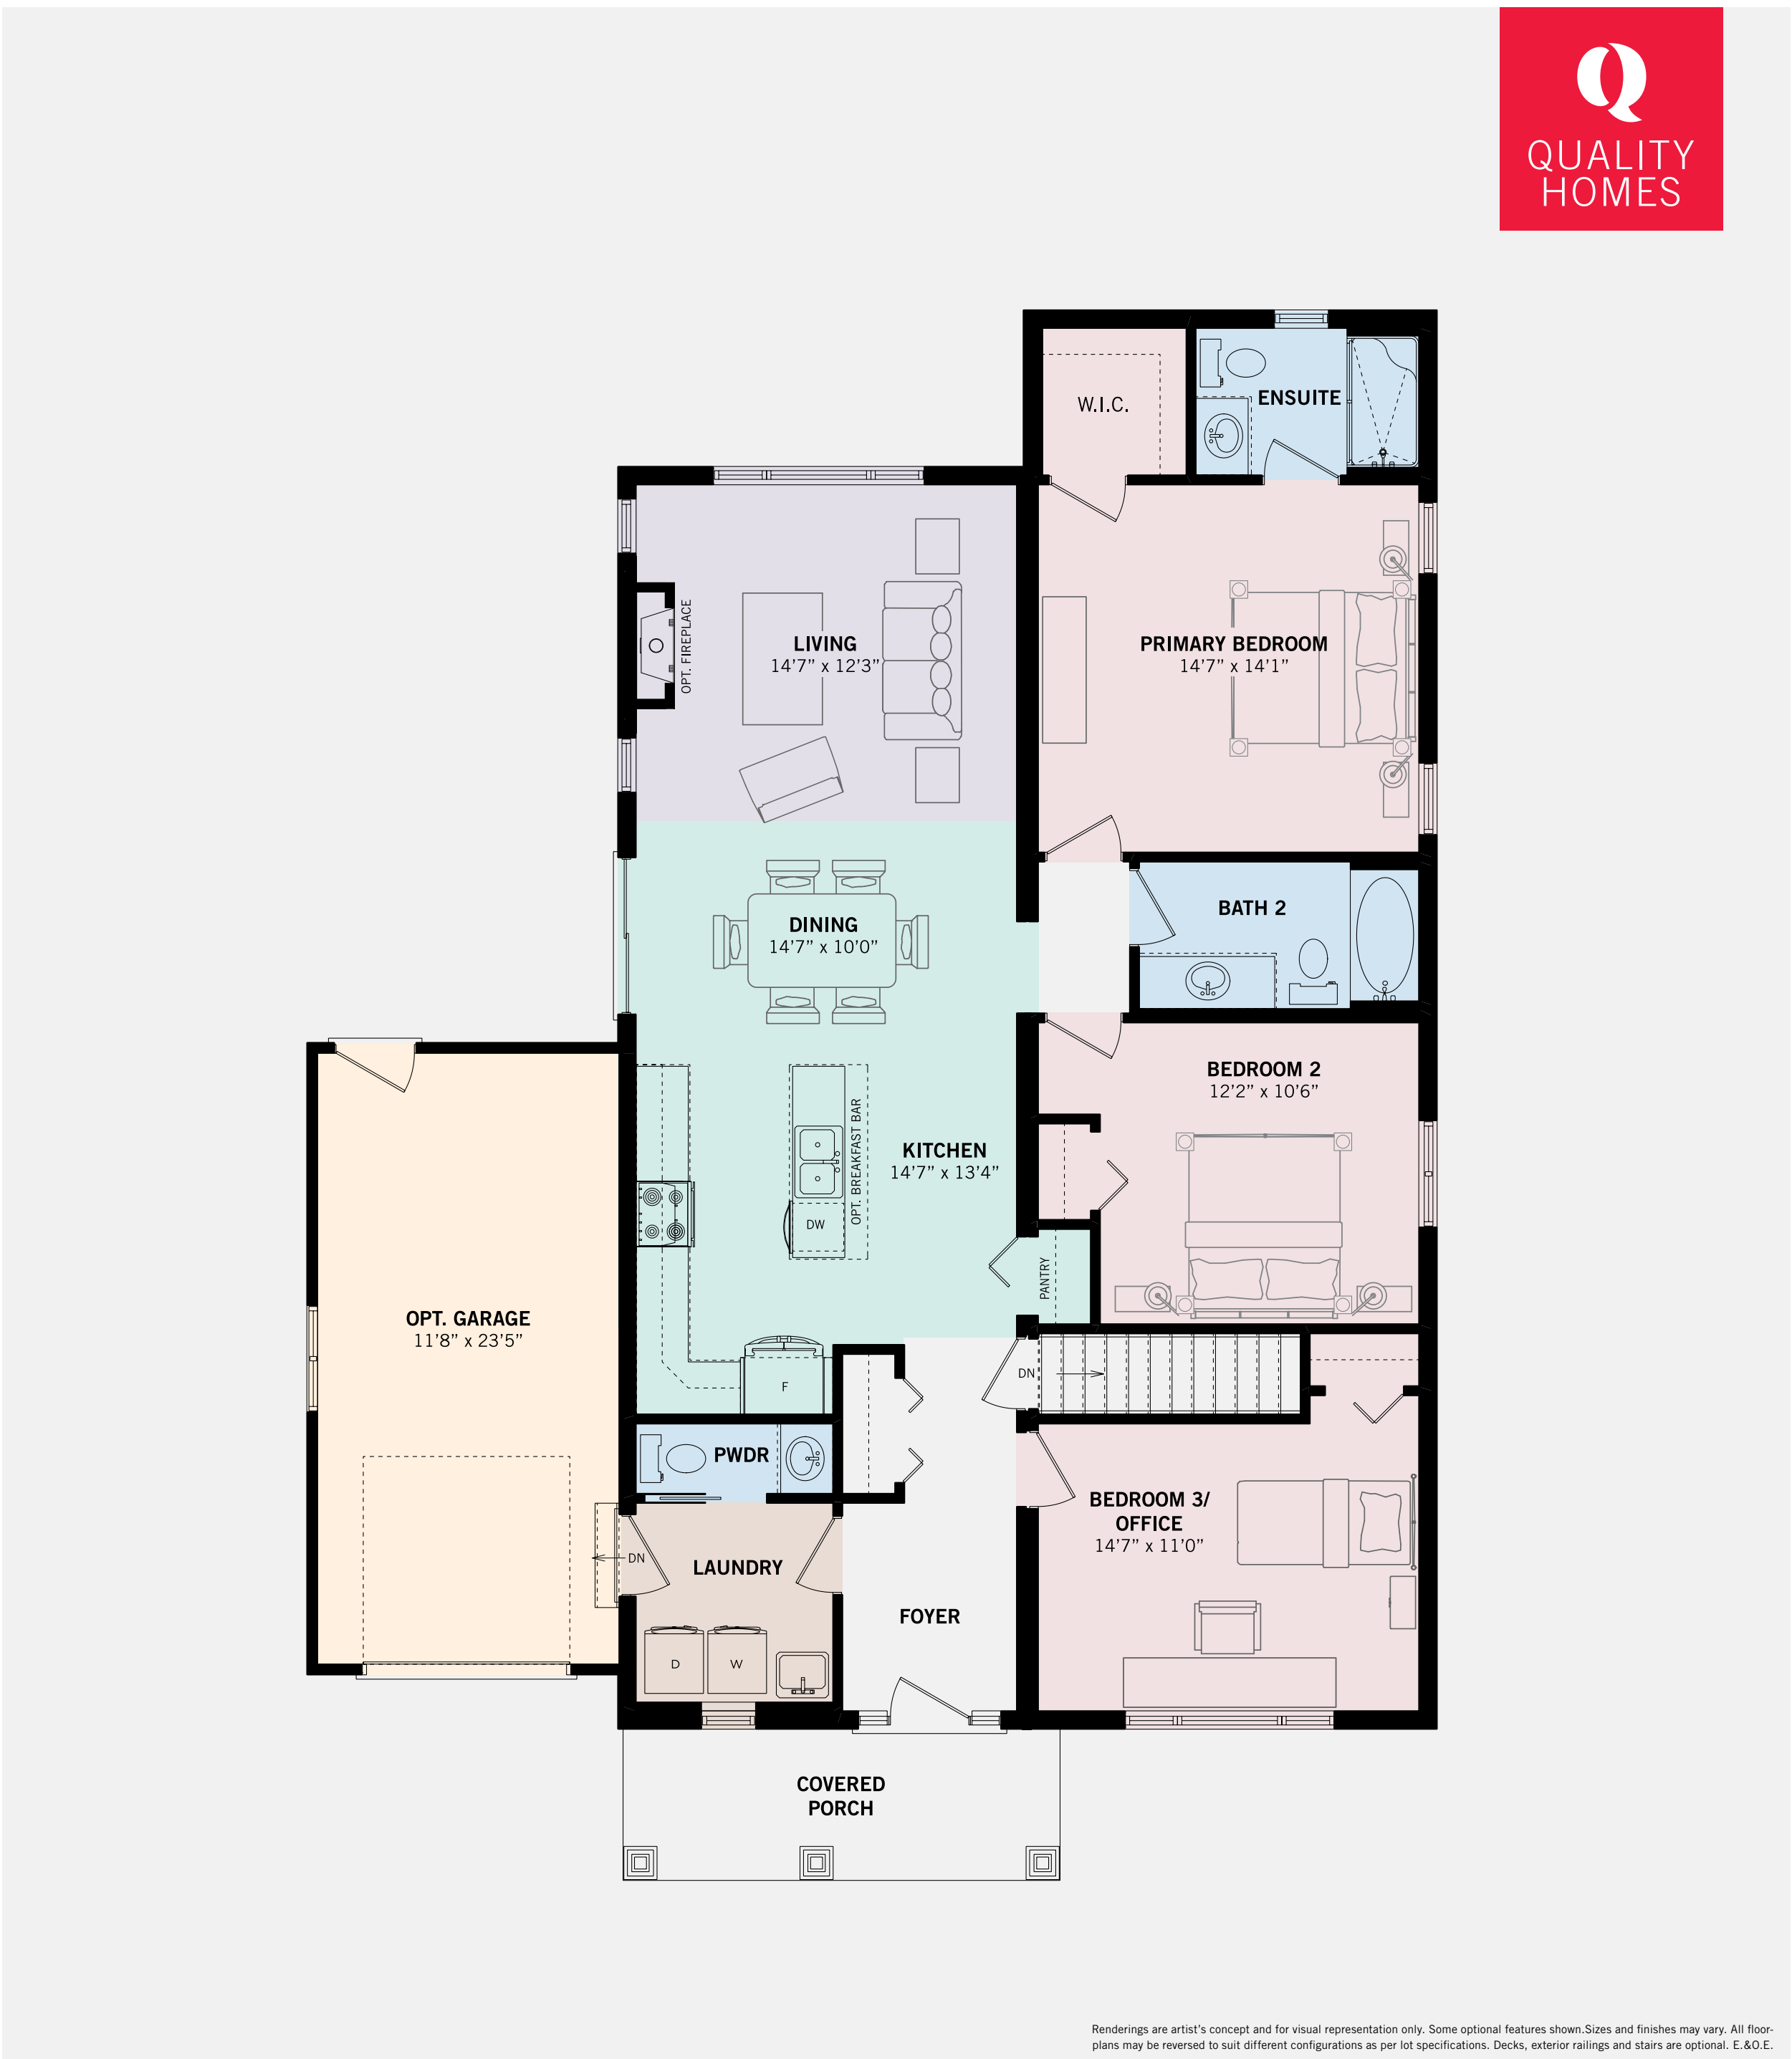 QUALITY
HOMES
W.I.C.
ENSUITE
OPT. FIREPLACE
LIVING
14’7” x 12’3”
PRIMARY BEDROOM
14’7” x 14’1”
DINING
14’7” x 10’0”
BATH 2
BEDROOM 2
12’2” x 10’6”
KITCHEN
14’7” x 13’4”
OPT. BREAKFAST BAR
DW
PANTRY
OPT. GARAGE
11’8” x 23’5”
F
DN
PWDR
BEDROOM 3/
OFFICE
14’7” x 11’0”
DN
LAUNDRY
FOYER
D
W
COVERED
PORCH
Renderings are artist’s concept and for visual representation only. Some optional features shown.Sizes and finishes may vary. All floor-
plans may be reversed to suit different configurations as per lot specifications. Decks, exterior railings and stairs are optional. E.&O.E.